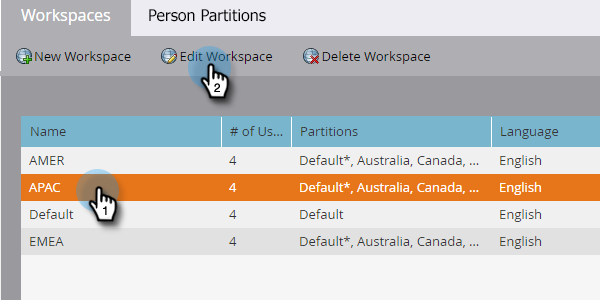 Workspaces Person Partitions
New Workspace Edit Workspace Delete Workspace
2
Name # of Us... Partitions Language
AMER 4 Default*, Australia, Canada, ... English
APAC 4 Default*, Australia, Canada, ... English
1
Default 4 Default English
EMEA 4 Default*, Australia, Canada, ... English